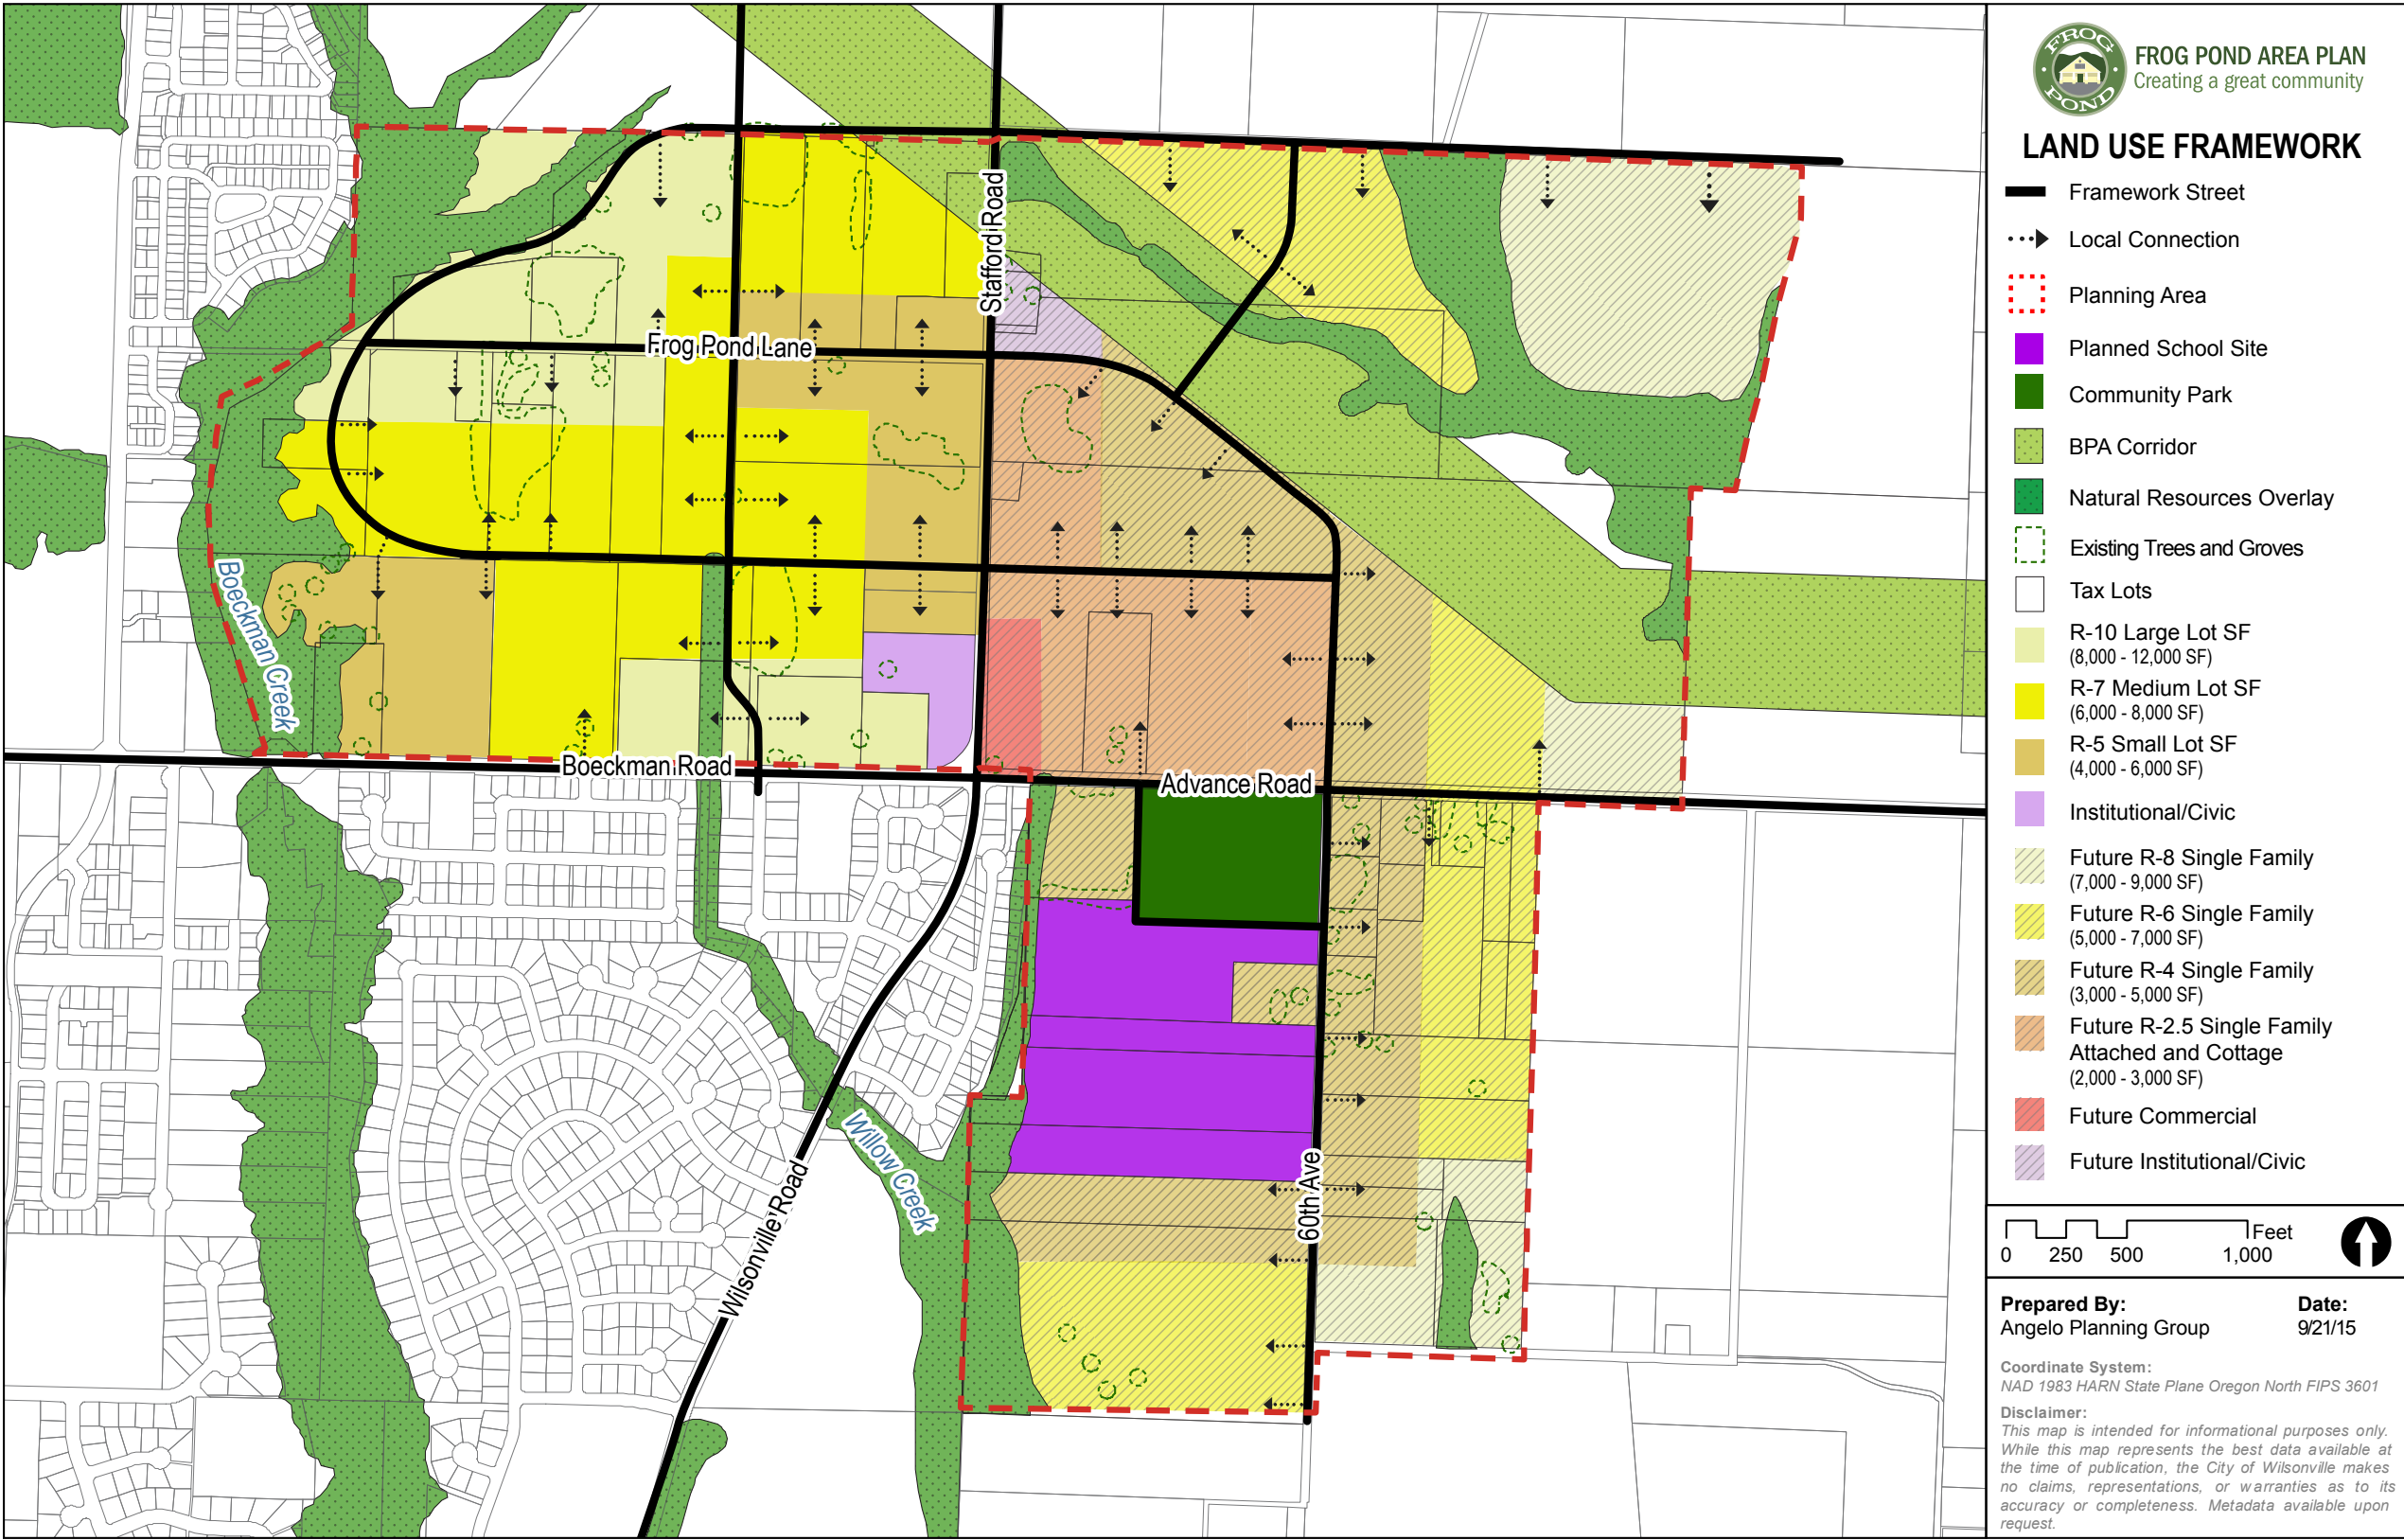 Stafford Road
Frog Pond Lane
Boeckman Creek
Boeckman Road
Advance Road
Willow Creek
Wilsonville Road
60th Ave
FROG
POND
FROG POND AREA PLAN
Creating a great community
LAND USE FRAMEWORK
Framework Street
Local Connection
Planning Area
Planned School Site
Community Park
BPA Corridor
Natural Resources Overlay
Existing Trees and Groves
Tax Lots
R-10 Large Lot SF
(8,000 - 12,000 SF)
R-7 Medium Lot SF
(6,000 - 8,000 SF)
R-5 Small Lot SF
(4,000 - 6,000 SF)
Institutional/Civic
Future R-8 Single Family
(7,000 - 9,000 SF)
Future R-6 Single Family
(5,000 - 7,000 SF)
Future R-4 Single Family
(3,000 - 5,000 SF)
Future R-2.5 Single Family
Attached and Cottage
(2,000 - 3,000 SF)
Future Commercial
Future Institutional/Civic
Feet
0 250 500 1,000
Prepared By: Date:
Angelo Planning Group 9/21/15
Coordinate System:
NAD 1983 HARN State Plane Oregon North FIPS 3601
Disclaimer:
This map is intended for informational purposes only.
While this map represents the best data available at
the time of publication, the City of Wilsonville makes
no claims, representations, or warranties as to its
accuracy or completeness. Metadata available upon
request.